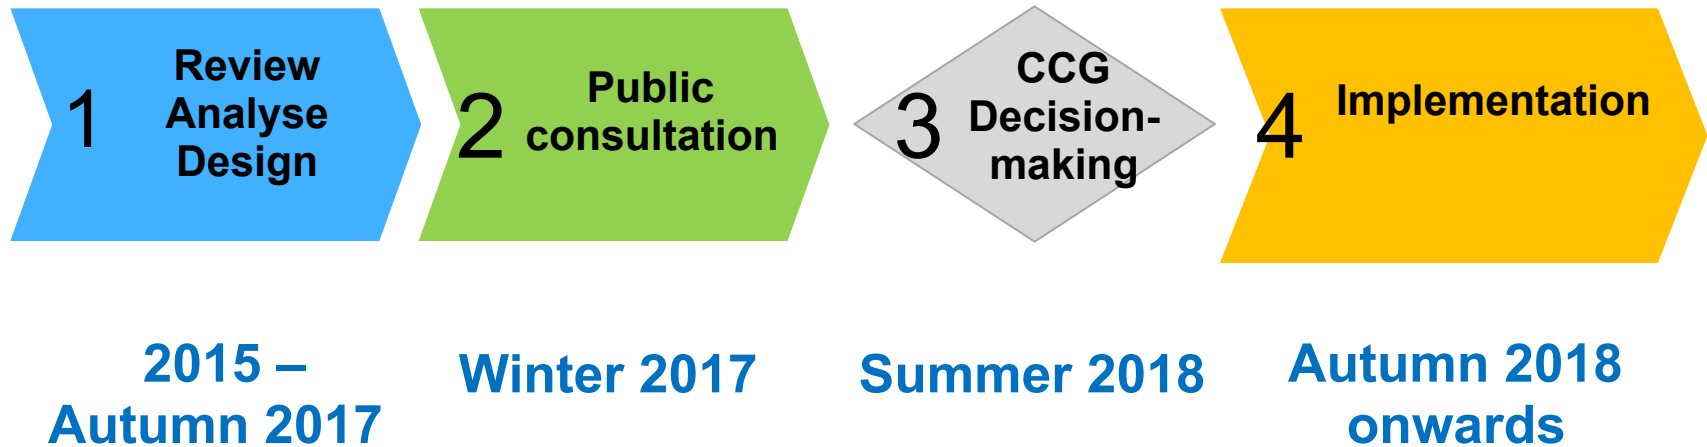 1
Review
Analyse
Design
2
Public
consultation
3
CCG
Decision-
making
4
Implementation
2015 –
Autumn 2017
Winter 2017
Summer 2018
Autumn 2018
onwards